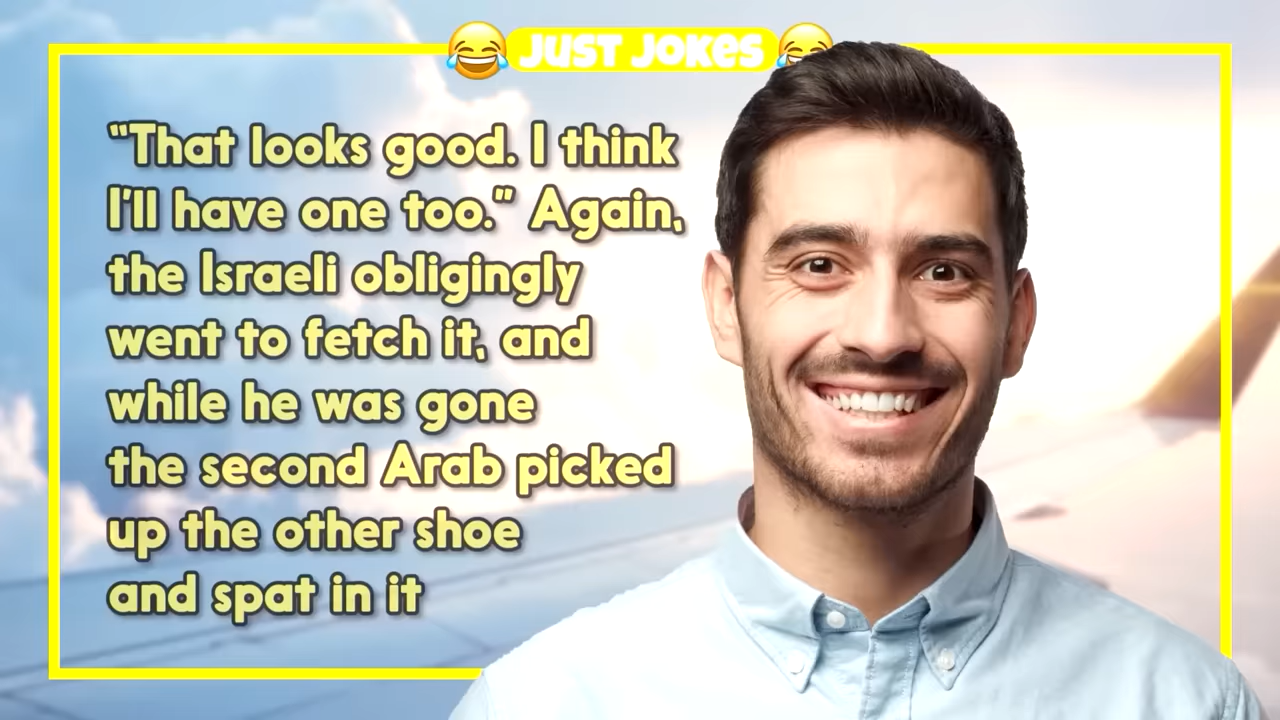 JUST JOKES
"That looks good. I think
I'll have one too." Again,
the Israeli obligingly
went to fetch it, and
while he was gone
the second Arab picked
up the other shoe
and spat in it